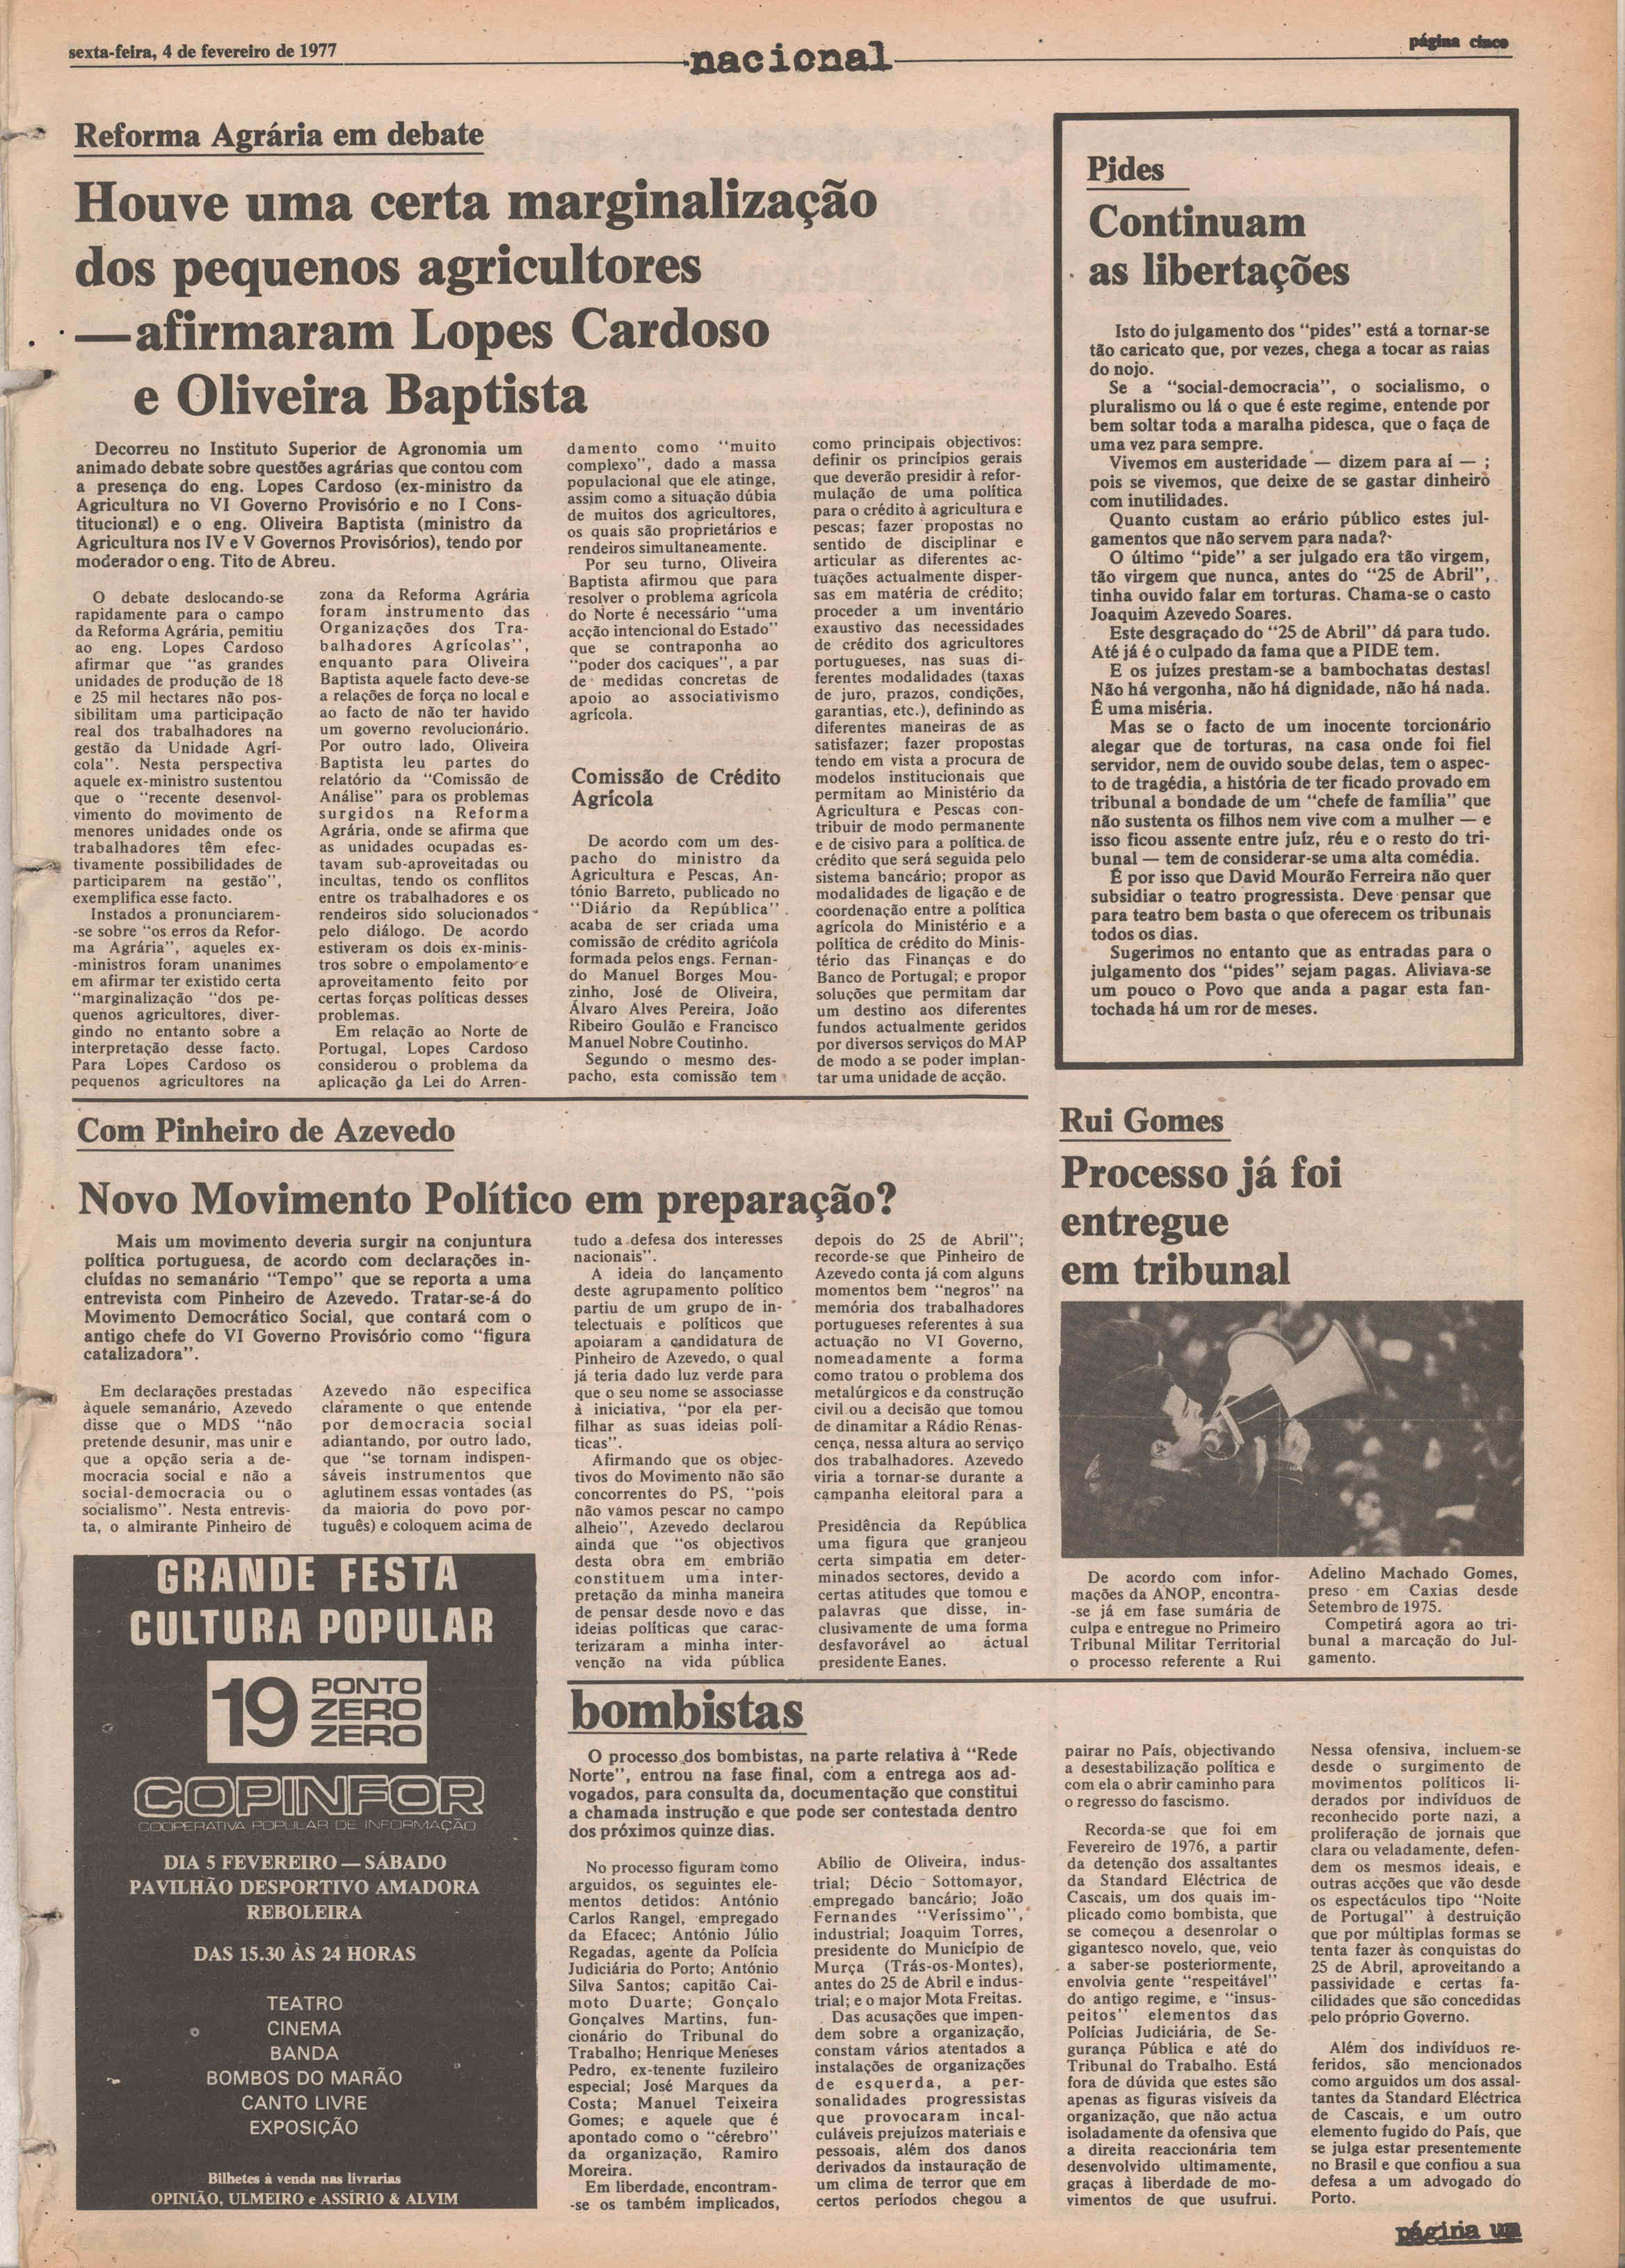 sexta-feira, 4 de fevereiro de 1977
nacional
página cinco
Reforma Agrária em debate
Houve uma certa marginalização
dos pequenos agricultores
—afirmaram Lopes Cardoso
e Oliveira Baptista
Decorreu no Instituto Superior de Agronomia um
animado debate sobre questões agrárias que contou com
a presença do eng. Lopes Cardoso (ex-ministro da
Agricultura no VI Governo Provisório e no I Cons-
titucional) e o eng. Oliveira Baptista (ministro da
Agricultura nos IV e V Governos Provisórios), tendo por
moderador o eng. Tito de Abreu.
O debate deslocando-se
rapidamente para o campo
da Reforma Agrária, pemitiu
ao eng. Lopes Cardoso
afirmar que "as grandes
unidades de produção de 18
e 25 mil hectares não pos-
sibilitam uma participação
real dos trabalhadores na
gestão da Unidade Agrí-
cola". Nesta perspectiva
aquele ex-ministro sustentou
que o "recente desenvol-
vimento do movimento de
menores unidades onde os
trabalhadores têm efec-
tivamente possibilidades de
participarem na gestão",
exemplifica esse facto.
Instados a pronunciarem-
-se sobre "os erros da Refor-
ma Agrária", aqueles ex-
-ministros foram unanimes
em afirmar ter existido certa
"marginalização "dos pe-
quenos agricultores, diver-
gindo no entanto sobre a
interpretação desse facto.
Para Lopes Cardoso os
pequenos agricultores na
zona da Reforma Agrária
foram instrumento das
Organizações dos Tra-
balhadores Agrícolas",
enquanto para Oliveira
Baptista aquele facto deve-se
a relações de força no local e
ao facto de não ter havido
um governo revolucionário.
Por outro lado, Oliveira
Baptista leu partes do
relatório da "Comissão de
Análise" para os problemas
surgidos na Reforma
Agrária, onde se afirma que
as unidades ocupadas es-
tavam sub-aproveitadas ou
incultas, tendo os conflitos
entre os trabalhadores e os
rendeiros sido solucionados
pelo diálogo. De acordo
estiveram os dois ex-minis-
tros sobre o empolamento e
aproveitamento feito por
certas forças políticas desses
problemas.
Em relação ao Norte de
Portugal, Lopes Cardoso
considerou o problema da
aplicação da Lei do Arren-
damento como "muito
complexo", dado a massa
populacional que ele atinge,
assim como a situação dúbia
de muitos dos agricultores,
os quais são proprietários e
rendeiros simultaneamente.
Por seu turno, Oliveira
Baptista afirmou que para
resolver o problema agrícola
do Norte é necessário "uma
acção intencional do Estado"
que se contraponha ao
"poder dos caciques", a par
de medidas concretas de
apoio ao associativismo
agrícola.
Comissão de Crédito
Agrícola
De acordo com um des-
pacho do ministro da
Agricultura e Pescas, An-
tónio Barreto, publicado no
"Diário da República"
acaba de ser criada uma
comissão de crédito agrícola
formada pelos engs. Fernan-
do Manuel Borges Mou-
zinho, José de Oliveira,
Álvaro Alves Pereira, João
Ribeiro Goulão e Francisco
Manuel Nobre Coutinho.
Segundo o mesmo des-
pacho, esta comissão tem
como principais objectivos:
definir os princípios gerais
que deverão presidir à refor-
mulação de uma política
para o crédito à agricultura e
pescas; fazer propostas no
sentido de disciplinar e
articular as diferentes ac-
tuações actualmente disper-
sas em matéria de crédito;
proceder a um inventário
exaustivo das necessidades
de crédito dos agricultores
portugueses, nas suas di-
ferentes modalidades (taxas
de juro, prazos, condições,
garantias, etc.), definindo as
diferentes maneiras de as
satisfazer; fazer propostas
tendo em vista a procura de
modelos institucionais que
permitam ao Ministério da
Agricultura e Pescas con-
tribuir de modo permanente
e de cisivo para a política de
crédito que será seguida pelo
sistema bancário; propor as
modalidades de ligação e de
coordenação entre a política
agrícola do Ministério e a
política de crédito do Minis-
tério das Finanças e do
Banco de Portugal; e propor
soluções que permitam dar
um destino aos diferentes
fundos actualmente geridos
por diversos serviços do MAP
de modo a se poder implan-
tar uma unidade de acção.
Pides
Continuam
as libertações
Isto do julgamento dos "pides" está a tornar-se
tão caricato que, por vezes, chega a tocar as raias
do nojo.
Se a "social-democracia", o socialismo, o
pluralismo ou lá o que é este regime, entende por
bem soltar toda a maralha pidesca, que o faça de
uma vez para sempre.
Vivemos em austeridade — dizem para aí — ;
pois se vivemos, que deixe de se gastar dinheiro
com inutilidades.
Quanto custam ao erário público estes jul-
gamentos que não servem para nada?
O último "pide" a ser julgado era tão virgem,
tão virgem que nunca, antes do "25 de Abril",
tinha ouvido falar em torturas. Chama-se o casto
Joaquim Azevedo Soares.
Este desgraçado do "25 de Abril" dá para tudo.
Até já é o culpado da fama que a PIDE tem.
E os juízes prestam-se a bambochatas destas!
Não há vergonha, não há dignidade, não há nada.
É uma miséria.
Mas se o facto de um inocente torcionário
alegar que de torturas, na casa onde foi fiel
servidor, nem de ouvido soube delas, tem o aspec-
to de tragédia, a história de ter ficado provado em
tribunal a bondade de um "chefe de família" que
não sustenta os filhos nem vive com a mulher — e
isso ficou assente entre juíz, réu e o resto do tri-
bunal — tem de considerar-se uma alta comédia.
É por isso que David Mourão Ferreira não quer
subsidiar o teatro progressista. Deve pensar que
para teatro bem basta o que oferecem os tribunais
todos os dias.
Sugerimos no entanto que as entradas para o
julgamento dos "pides" sejam pagas. Aliviava-se
um pouco o Povo que anda a pagar esta fan-
tochada há um ror de meses.
Com Pinheiro de Azevedo
Novo Movimento Político em preparação?
Mais um movimento deveria surgir na conjuntura
política portuguesa, de acordo com declarações in-
cluídas no semanário "Tempo" que se reporta a uma
entrevista com Pinheiro de Azevedo. Tratar-se-á do
Movimento Democrático Social, que contará com o
antigo chefe do VI Governo Provisório como "figura
catalizadora".
Em declarações prestadas
àquele semanário, Azevedo
disse que o MDS "não
pretende desunir, mas unir e
que a opção seria a de-
mocracia social e não a
social-democracia ou o
socialismo". Nesta entrevis-
ta, o almirante Pinheiro de
Azevedo não especifica
claramente o que entende
por democracia social
adiantando, por outro lado,
que "se tornam indispen-
sáveis instrumentos que
aglutinem essas vontades (as
da maioria do povo por-
tuguês) e coloquem acima de
tudo a defesa dos interesses
nacionais".
A ideia do lançamento
deste agrupamento político
partiu de um grupo de in-
telectuais e políticos que
apoiaram a candidatura de
Pinheiro de Azevedo, o qual
já teria dado luz verde para
que o seu nome se associasse
à iniciativa, "por ela per-
filhar as suas ideias polí-
ticas".
Afirmando que os objec-
tivos do Movimento não são
concorrentes do PS, "pois
não vamos pescar no campo
alheio", Azevedo declarou
ainda que "os objectivos
desta obra em embrião
constituem uma inter-
pretação da minha maneira
de pensar desde novo e das
ideias políticas que carac-
terizaram a minha inter-
venção na vida pública
depois do 25 de Abril";
recorde-se que Pinheiro de
Azevedo conta já com alguns
momentos bem "negros" na
memória dos trabalhadores
portugueses referentes à sua
actuação no VI Governo,
nomeadamente a forma
como tratou o problema dos
metalúrgicos e da construção
civil ou a decisão que tomou
de dinamitar a Rádio Renas-
cença, nessa altura ao serviço
dos trabalhadores. Azevedo
viria a tornar-se durante a
campanha eleitoral para a
Presidência da República
uma figura que granjeou
certa simpatia em deter-
minados sectores, devido a
certas atitudes que tomou e
palavras que disse, in-
clusivamente de uma forma
desfavorável ao actual
presidente Eanes.
Rui Gomes
Processo já foi
entregue
em tribunal
De acordo com infor-
mações da ANOP, encontra-
-se já em fase sumária de
culpa e entregue no Primeiro
Tribunal Militar Territorial
o processo referente a Rui
Adelino Machado Gomes,
preso em Caxias desde
Setembro de 1975.
Competirá agora ao tri-
bunal a marcação do Jul-
gamento.
GRANDE FESTA
CULTURA POPULAR
19 PONTO
ZERO
ZERO
COPINFOR
COOPERATIVA POPULAR DE INFORMAÇÃO
DIA 5 FEVEREIRO — SÁBADO
PAVILHÃO DESPORTIVO AMADORA
REBOLEIRA
DAS 15.30 ÀS 24 HORAS
TEATRO
CINEMA
BANDA
BOMBOS DO MARÃO
CANTO LIVRE
EXPOSIÇÃO
Bilhetes à venda nas livrarias
OPINIÃO, ULMEIRO e ASSÍRIO & ALVIM
bombistas
O processo dos bombistas, na parte relativa à "Rede
Norte", entrou na fase final, com a entrega aos ad-
vogados, para consulta da, documentação que constitui
a chamada instrução e que pode ser contestada dentro
dos próximos quinze dias.
No processo figuram como
arguidos, os seguintes ele-
mentos detidos: António
Carlos Rangel, empregado
da Efacec; António Júlio
Regadas, agente da Polícia
Judiciária do Porto; António
Silva Santos; capitão Cai-
moto Duarte; Gonçalo
Gonçalves Martins, fun-
cionário do Tribunal do
Trabalho; Henrique Meneses
Pedro, ex-tenente fuzileiro
especial; José Marques da
Costa; Manuel Teixeira
Gomes; e aquele que é
apontado como o "cérebro"
da organização, Ramiro
Moreira.
Em liberdade, encontram-
-se os também implicados,
Abílio de Oliveira, indus-
trial; Décio Sottomayor,
empregado bancário; João
Fernandes "Veríssimo",
industrial; Joaquim Torres,
presidente do Município de
Murça (Trás-os-Montes),
antes do 25 de Abril e indus-
trial; e o major Mota Freitas.
Das acusações que impen-
dem sobre a organização,
constam vários atentados a
instalações de organizações
de esquerda, a per-
sonalidades progressistas
que provocaram incal-
culáveis prejuízos materiais e
pessoais, além dos danos
derivados da instauração de
um clima de terror que em
certos períodos chegou a
pairar no País, objectivando
a desestabilização política e
com ela o abrir caminho para
o regresso do fascismo.
Recorda-se que foi em
Fevereiro de 1976, a partir
da detenção dos assaltantes
da Standard Eléctrica de
Cascais, um dos quais im-
plicado como bombista, que
se começou a desenrolar o
gigantesco novelo, que, veio
a saber-se posteriormente,
envolvia gente "respeitável"
do antigo regime, e "insus-
peitos" elementos das
Polícias Judiciária, de Se-
gurança Pública e até do
Tribunal do Trabalho. Está
fora de dúvida que estes são
apenas as figuras visíveis da
organização, que não actua
isoladamente da ofensiva que
a direita reaccionária tem
desenvolvido ultimamente,
graças à liberdade de mo-
vimentos de que usufrui.
Nessa ofensiva, incluem-se
desde o surgimento de
movimentos políticos li-
derados por indivíduos de
reconhecido porte nazi, a
proliferação de jornais que
clara ou veladamente, defen-
dem os mesmos ideais, e
outras acções que vão desde
os espectáculos tipo "Noite
de Portugal" à destruição
que por múltiplas formas se
tenta fazer às conquistas do
25 de Abril, aproveitando a
passividade e certas fa-
cilidades que são concedidas
pelo próprio Governo.
Além dos indivíduos re-
feridos, são mencionados
como arguidos um dos assal-
tantes da Standard Eléctrica
de Cascais, e um outro
elemento fugido do País, que
se julga estar presentemente
no Brasil e que confiou a sua
defesa a um advogado do
Porto.
página um